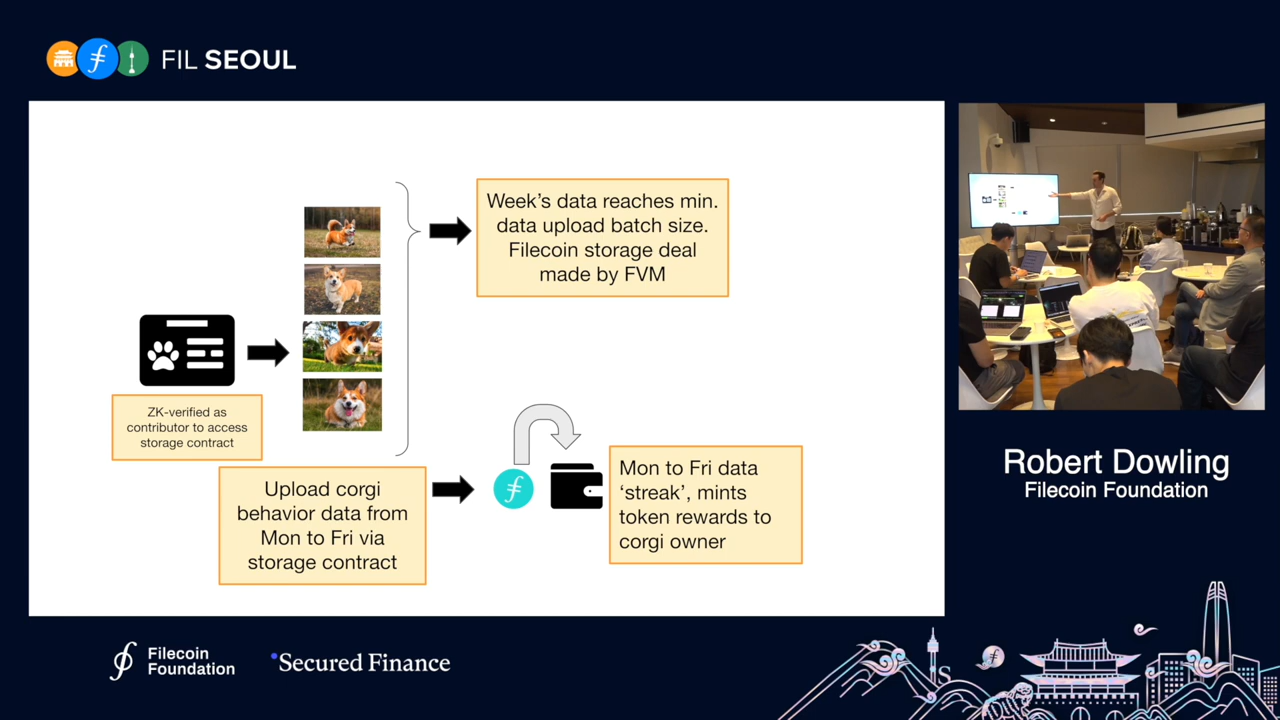 FIL SEOUL
Week's data reaches min.
data upload batch size.
Filecoin storage deal
made by FVM
ZK-verified as
contributor to access
storage contract
Upload corgi
behavior data from
Mon to Fri via
storage contract
Mon to Fri data
‘streak’, mints
token rewards to
corgi owner
Robert Dowling
Filecoin Foundation
Filecoin
Foundation
Secured Finance